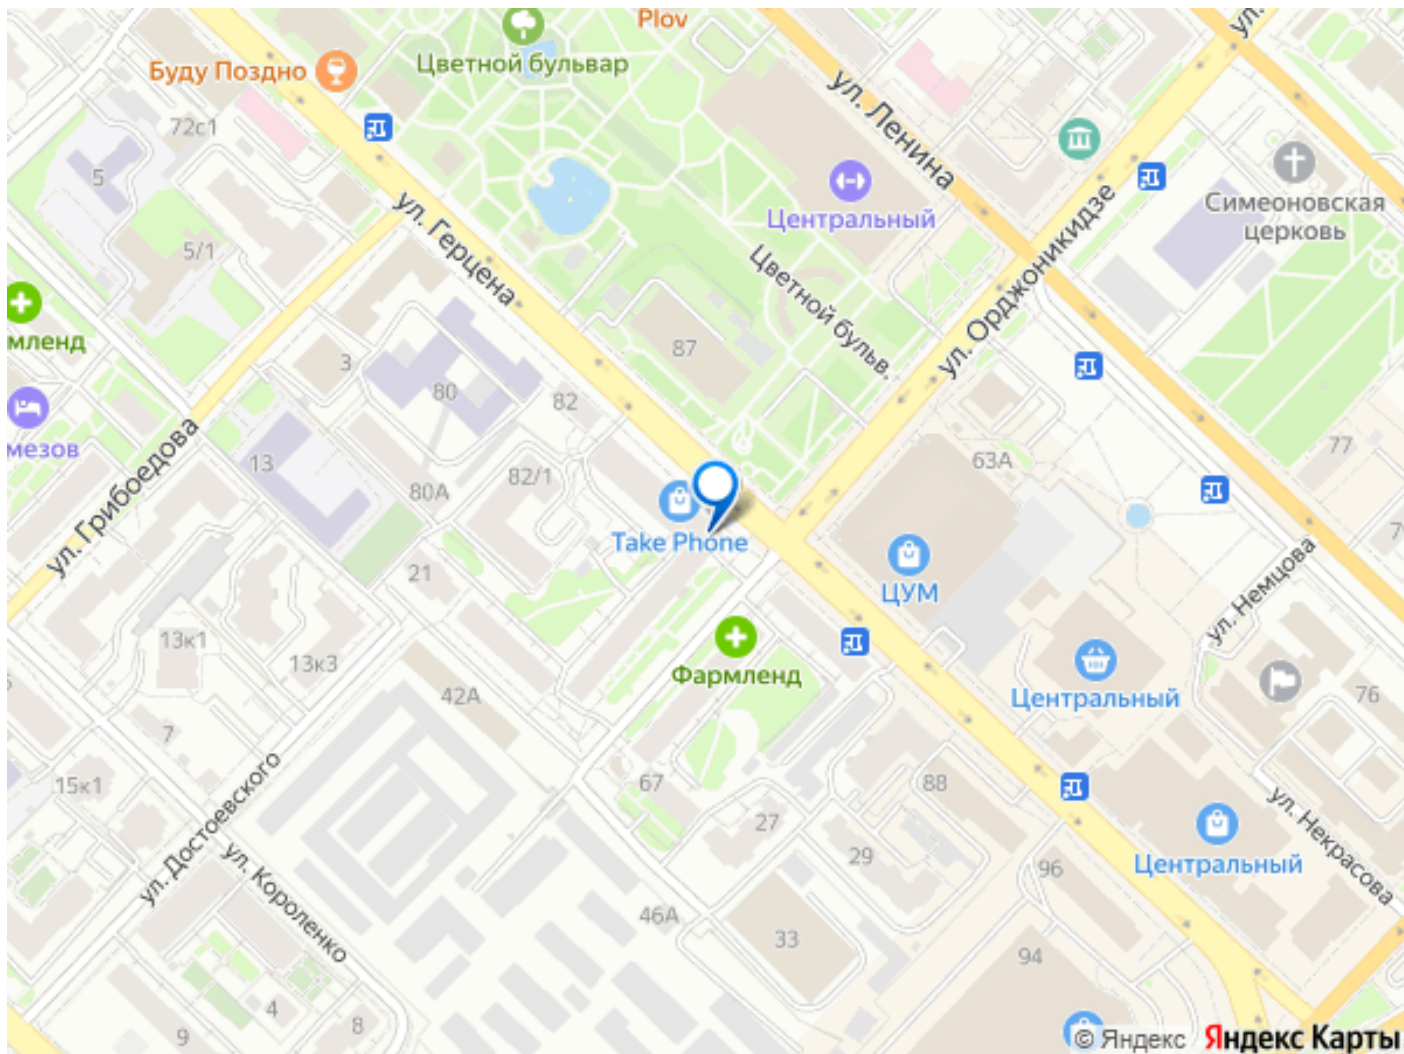 Plov
ул.
Буду Поздно
Цветной бульвар
72с1
ул. Ленина
5
Симеоновская
церковь
Центральный
ул. Герцена
5/1
Цветной бульв.
ул. Орджоникидзе
мленд
3
87
80
82
мезов
ул. Грибоедова
13
80А
82/1
63А
77
Take Phone
ЦУМ
21
ул. Немцова
13к1
13к3
Фармленд
42А
Центральный
76
7
15к1
ул. Достоевского
67
88
27
29
ул. Некрасова
Центральный
96
ул. Короленко
46А
33
94
4
8
9
© Яндекс Яндекс Карты